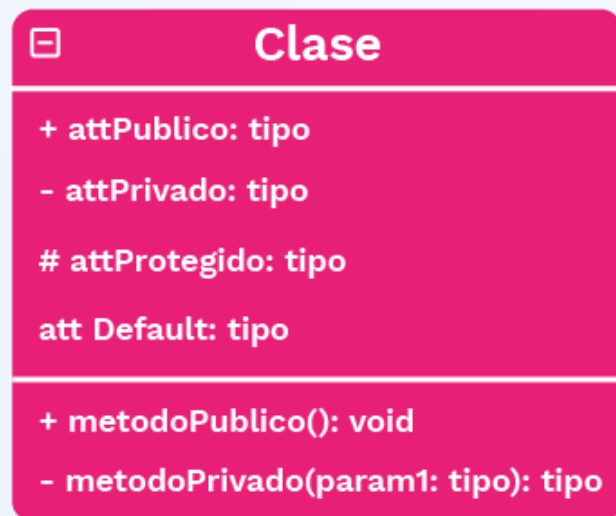 Clase
+ attPublico: tipo
- attPrivado: tipo
# attProtegido: tipo
att Default: tipo
+ metodoPublico(): void
- metodoPrivado(param1: tipo): tipo